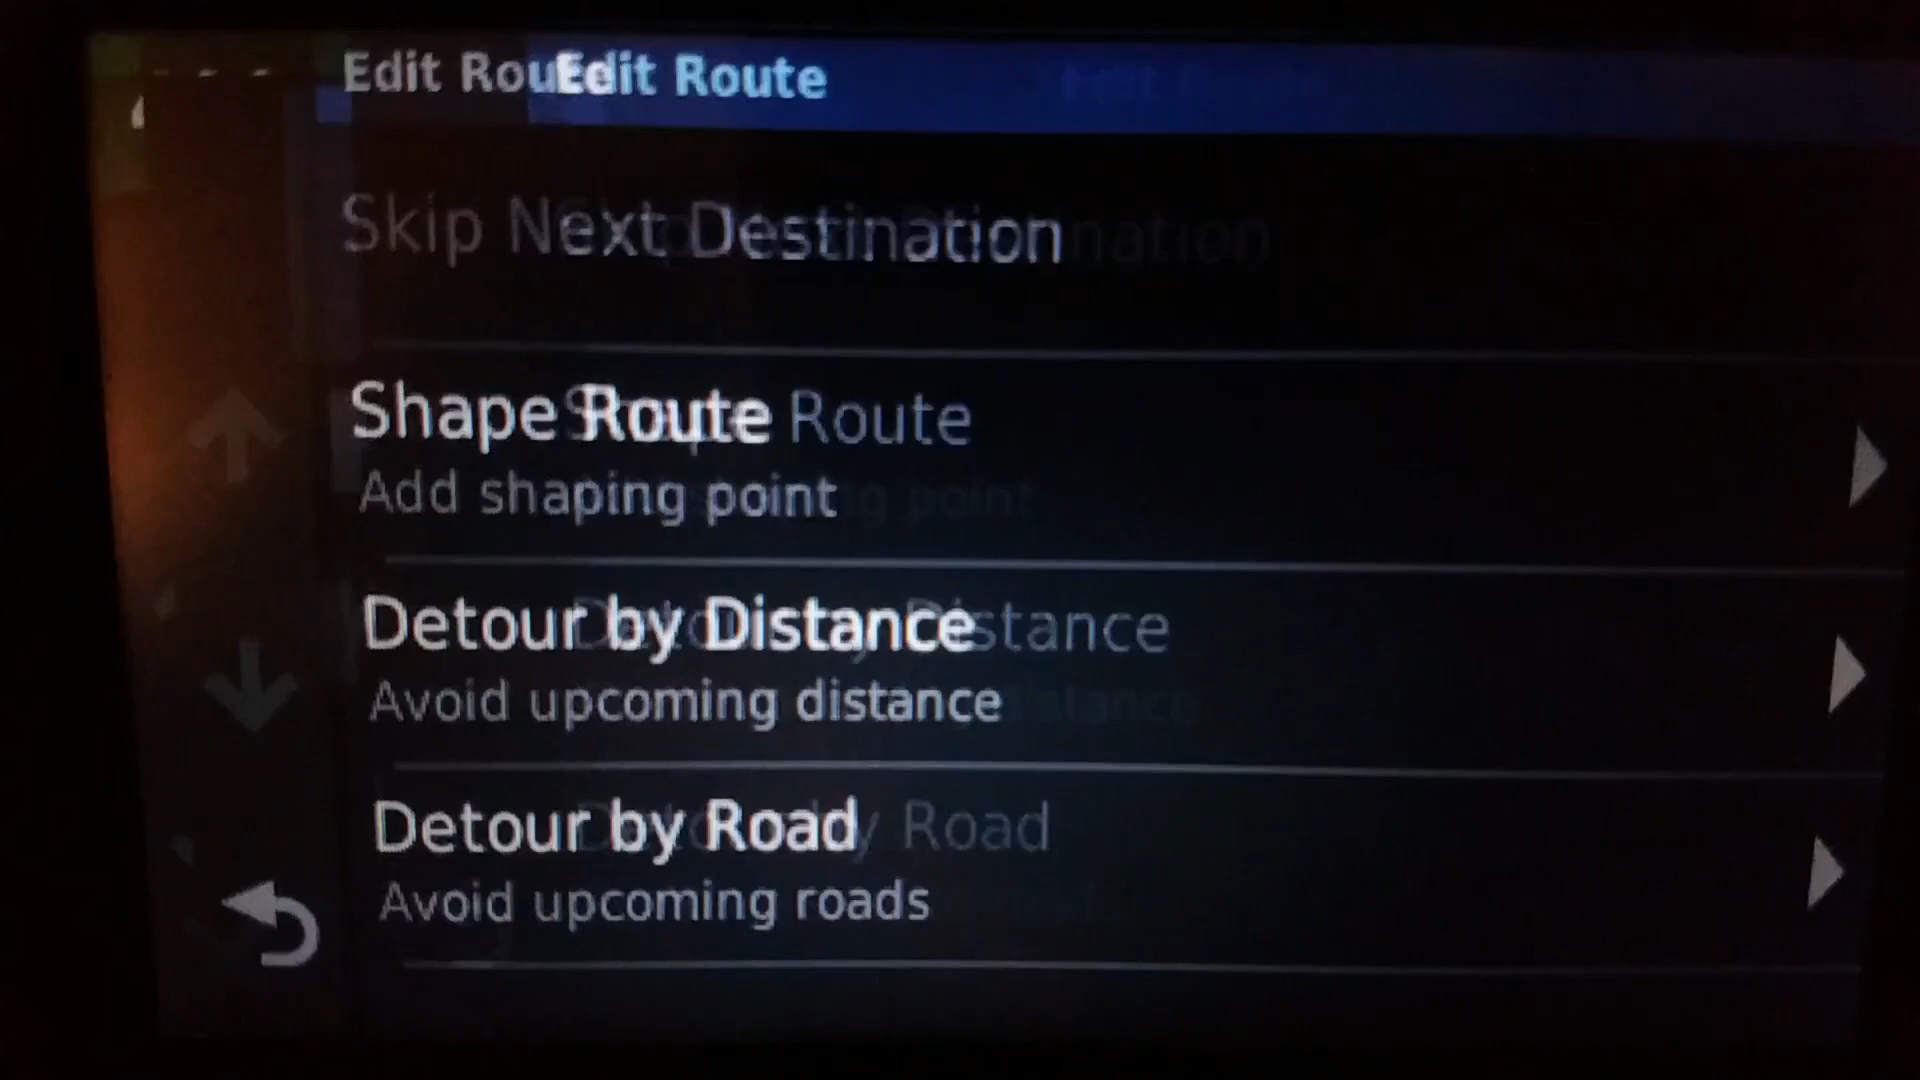 Edit Route
Skip Next Destination
Shape Route
Add shaping point
Detour by Distance
Avoid upcoming distance
Detour by Road
Avoid upcoming roads